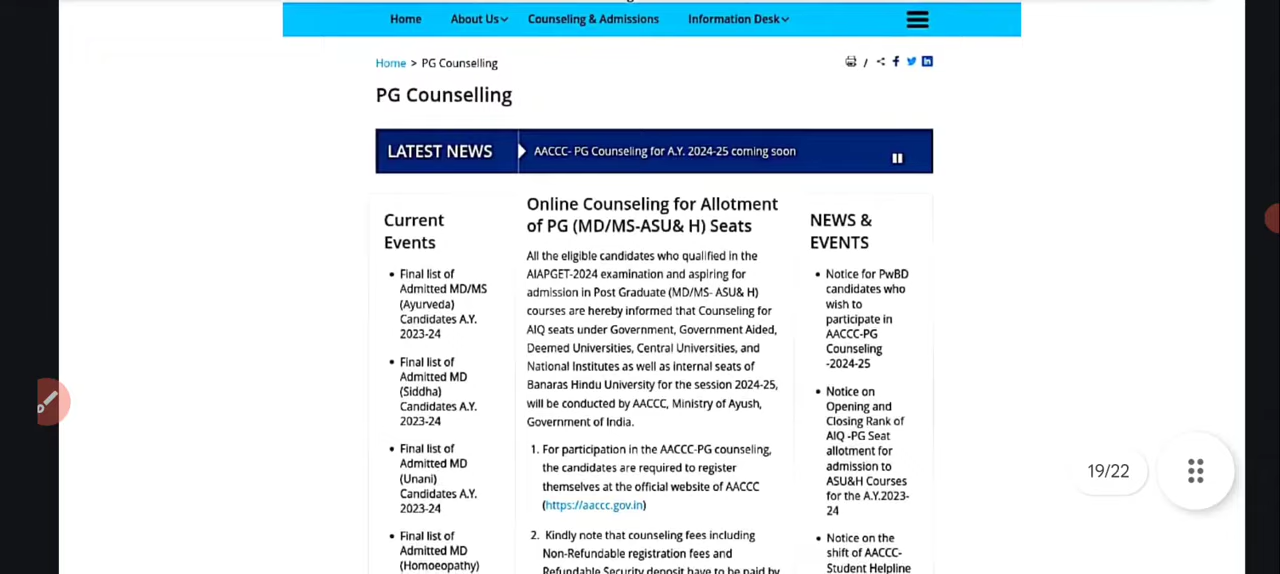 Home About Us Counseling & Admissions Information Desk
Home > PG Counselling /
PG Counselling
LATEST NEWS AACCC- PG Counseling for A.Y. 2024-25 coming soon
Current
Events
• Final list of
Admitted MD/MS
(Ayurveda)
Candidates A.Y.
2023-24
• Final list of
Admitted MD
(Siddha)
Candidates A.Y.
2023-24
• Final list of
Admitted MD
(Unani)
Candidates A.Y.
2023-24
• Final list of
Admitted MD
(Homoeopathy)
Online Counseling for Allotment
of PG (MD/MS-ASU& H) Seats
All the eligible candidates who qualified in the
AIAPGET-2024 examination and aspiring for
admission in Post Graduate (MD/MS- ASU& H)
courses are hereby informed that Counseling for
AIQ seats under Government, Government Aided,
Deemed Universities, Central Universities, and
National Institutes as well as internal seats of
Banaras Hindu University for the session 2024-25,
will be conducted by AACCC, Ministry of Ayush,
Government of India.
1. For participation in the AACCC-PG counseling,
the candidates are required to register
themselves at the official website of AACCC
(https://aaccc.gov.in)
2. Kindly note that counseling fees including
Non-Refundable registration fees and
Refundable Security deposit have to be paid by
NEWS &
EVENTS
• Notice for PwBD
candidates who
wish to
participate in
AACCC-PG
Counseling
-2024-25
• Notice on
Opening and
Closing Rank of
AIQ -PG Seat
allotment for
admission to
ASU&H Courses
for the A.Y.2023-
24
• Notice on the
shift of AACCC-
Student Helpline
19/22